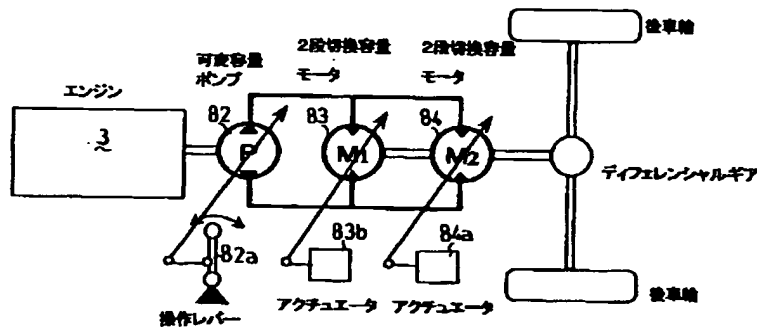 後車輪
可変容量
ポンプ
2段切換容量
モータ
2段切換容量
モータ
エンジン
82
83
84
3
P
M1
M2
ディファレンシャルギア
82a
83b
84a
操作レバー
アクチュエータ
アクチュエータ
後車輪